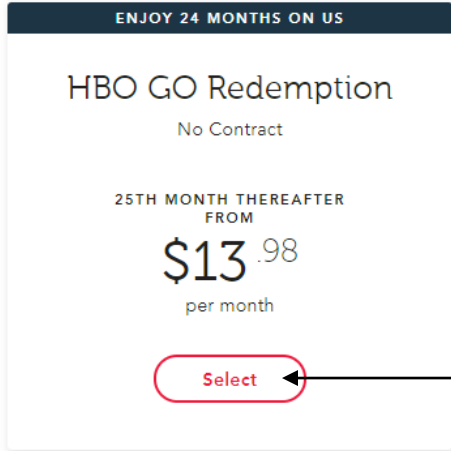 ENJOY 24 MONTHS ON US
HBO GO Redemption
No Contract
25TH MONTH THEREAFTER
FROM
$13.98
per month
Select